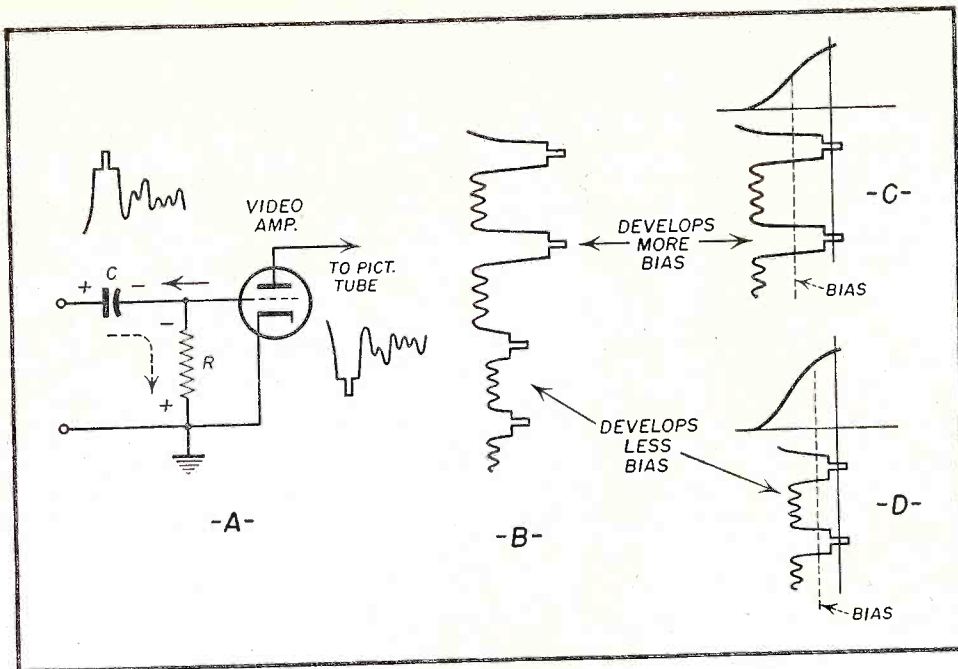 VIDEO
AMP.
TO PICT.
TUBE
+ C -
-
R
+
-A-
-B-
DEVELOPS
MORE
BIAS
DEVELOPS
LESS
BIAS
-C-
BIAS
-D-
BIAS